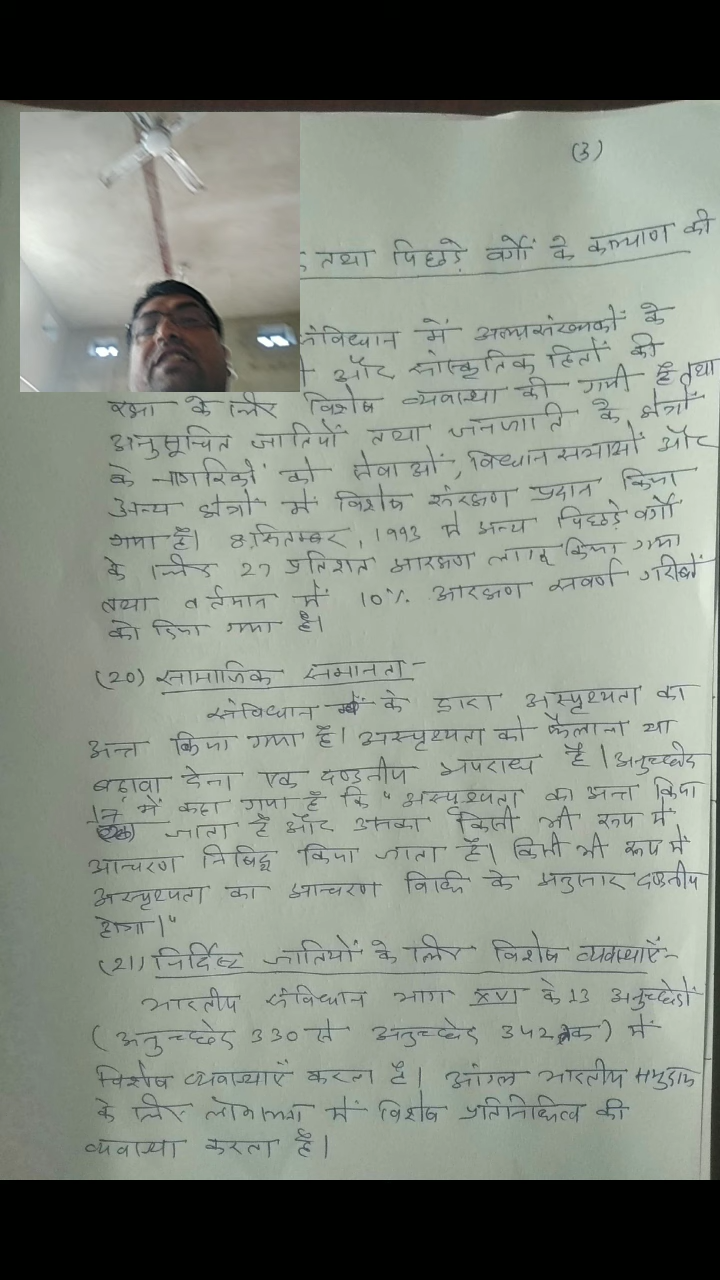 (3)
तथा पिछड़े वर्गों के कल्याण की
संविधान में अल्पसंख्यकों के
और सांस्कृतिक हितों की
रक्षा के लिए विशेष व्यवस्था की गयी है तथा
अनुसूचित जातियों तथा जनजाति के क्षेत्रों
के नागरिकों को सेवाओं, विधान सभाओं और
अन्य क्षेत्रों में विशेष संरक्षण प्रदान किया
गया है। 8 सितम्बर, 1993 में अन्य पिछड़े वर्गों
के लिए 27 प्रतिशत आरक्षण लागू किया गया
तथा वर्तमान में 10% आरक्षण सवर्ण गरीबों
को दिया गया है।
(20) सामाजिक समानता-
संविधान के द्वारा अस्पृश्यता का
अन्त किया गया है। अस्पृश्यता को फैलाना या
बढ़ावा देना एक दण्डनीय अपराध है। अनुच्छेद
17 में कहा गया है कि "अस्पृश्यता का अन्त किया
जाता है और उसका किसी भी रूप में
आचरण निषिद्ध किया जाता है। किसी भी रूप में
अस्पृश्यता का आचरण विधि के अनुसार दण्डनीय
होगा।"
(21) निर्दिष्ट जातियों के लिए विशेष व्यवस्थाएँ-
भारतीय संविधान भाग XVI के 13 अनुच्छेदों
(अनुच्छेद 330 से अनुच्छेद 342 तक) में
विशेष व्यवस्थाएँ करता है। आंग्ल भारतीय समुदाय
के लिए लोकसभा में विशेष प्रतिनिधित्व की
व्यवस्था करता है।